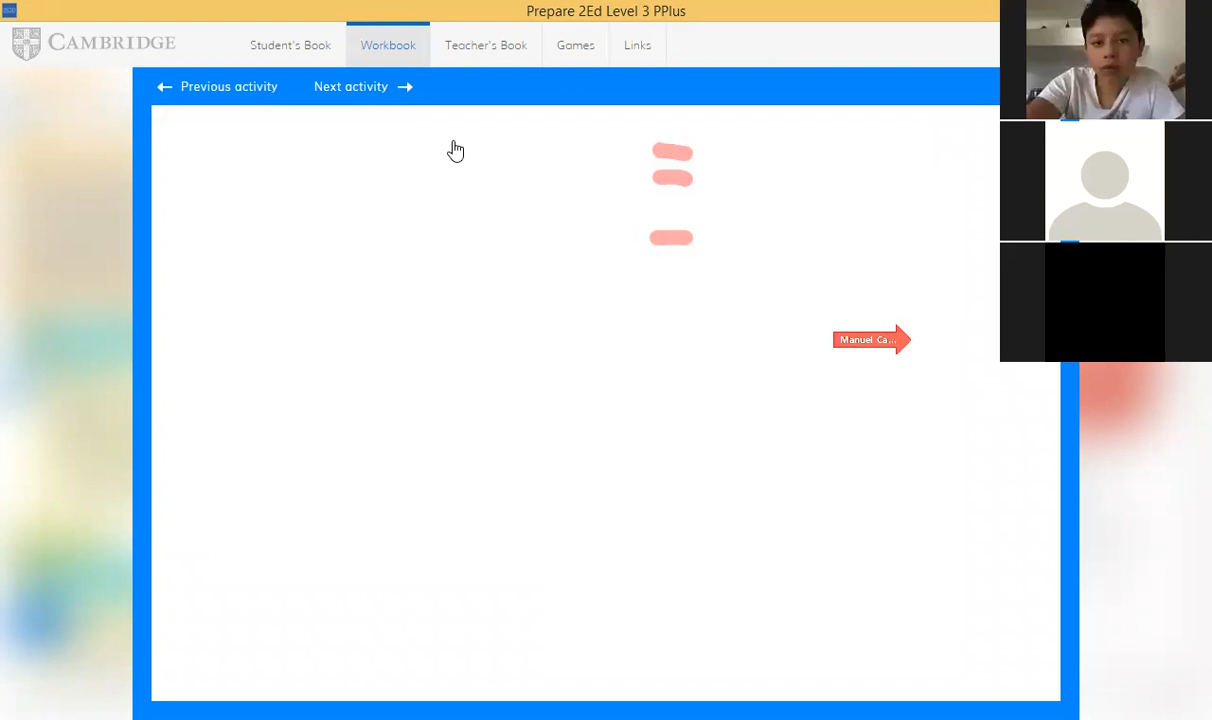 Prepare 2Ed Level 3 PPlus
CAMBRIDGE
Student's Book
Workbook
Teacher's Book
Games
Links
← Previous activity
Next activity →
Manuel Ca...